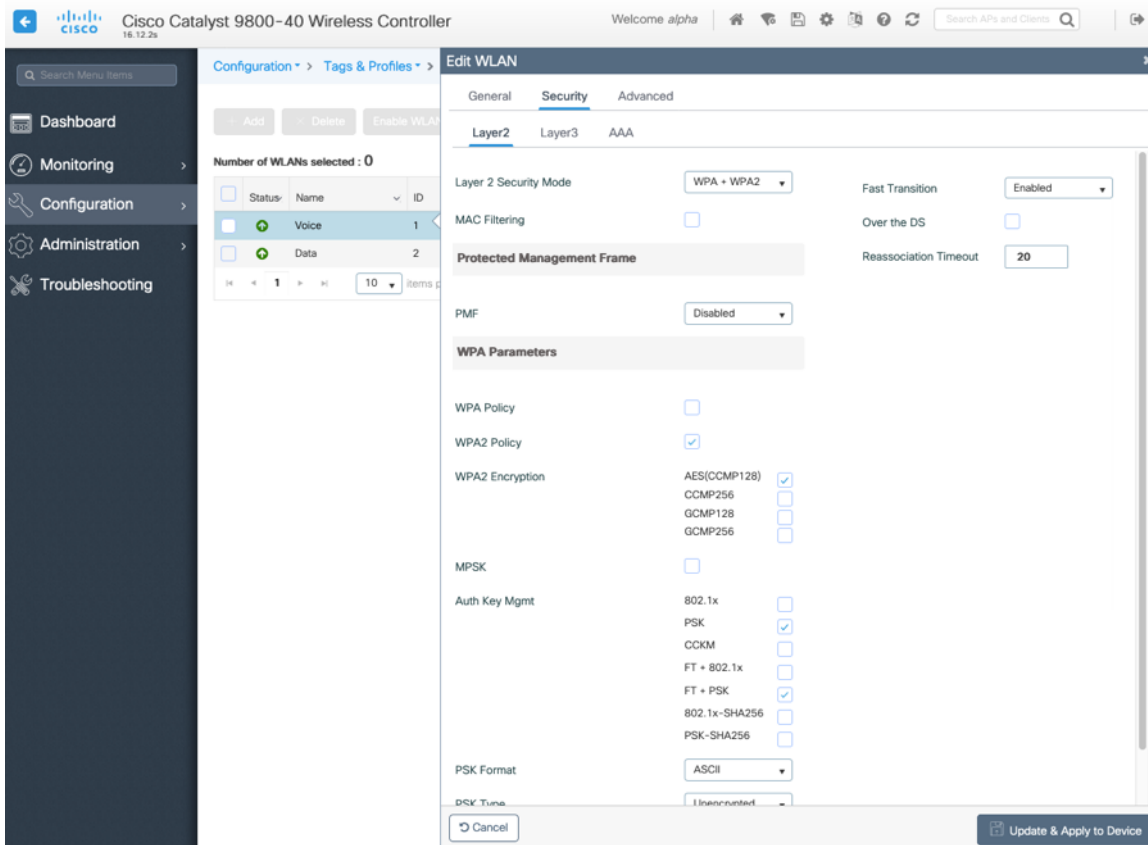 cisco
Cisco Catalyst 9800-40 Wireless Controller
16.12.2s
Welcome alpha
Search APs and Clients
Search Menu Items
Dashboard
Monitoring
Configuration
Administration
Troubleshooting
Configuration > Tags & Profiles >
+ Add
× Delete
Enable WLAN
Number of WLANs selected : 0
Status Name ID
Voice 1
Data 2
1 10 items
Edit WLAN
General Security Advanced
Layer2 Layer3 AAA
Layer 2 Security Mode WPA + WPA2
MAC Filtering
Protected Management Frame
PMF Disabled
WPA Parameters
WPA Policy
WPA2 Policy
WPA2 Encryption AES(CCMP128)
CCMP256
GCMP128
GCMP256
MPSK
Auth Key Mgmt 802.1x
PSK
CCKM
FT + 802.1x
FT + PSK
802.1x-SHA256
PSK-SHA256
PSK Format ASCII
PSK Type Unencrypted
Fast Transition Enabled
Over the DS
Reassociation Timeout 20
Cancel
Update & Apply to Device